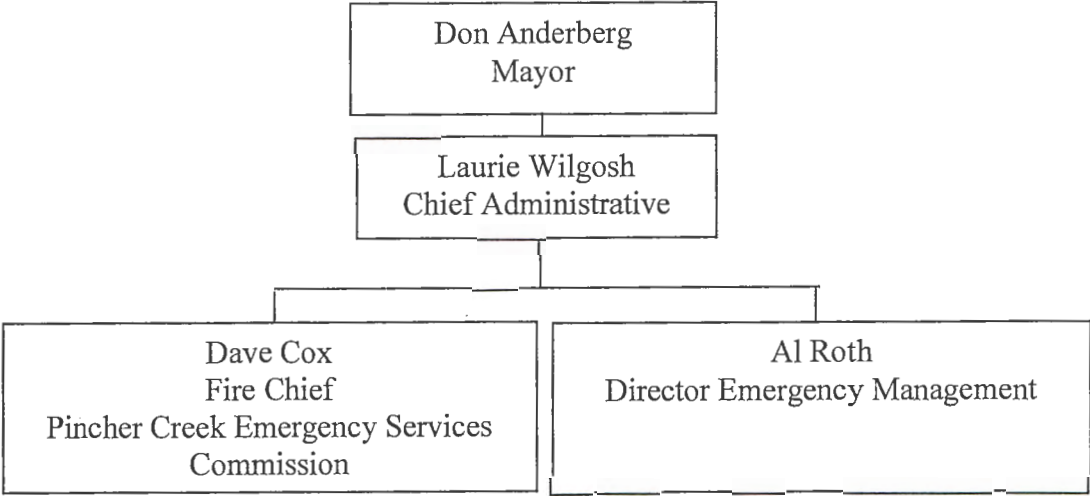 Don Anderberg
Mayor
Laurie Wilgosh
Chief Administrative
Dave Cox
Fire Chief
Pincher Creek Emergency Services
Commission
Al Roth
Director Emergency Management